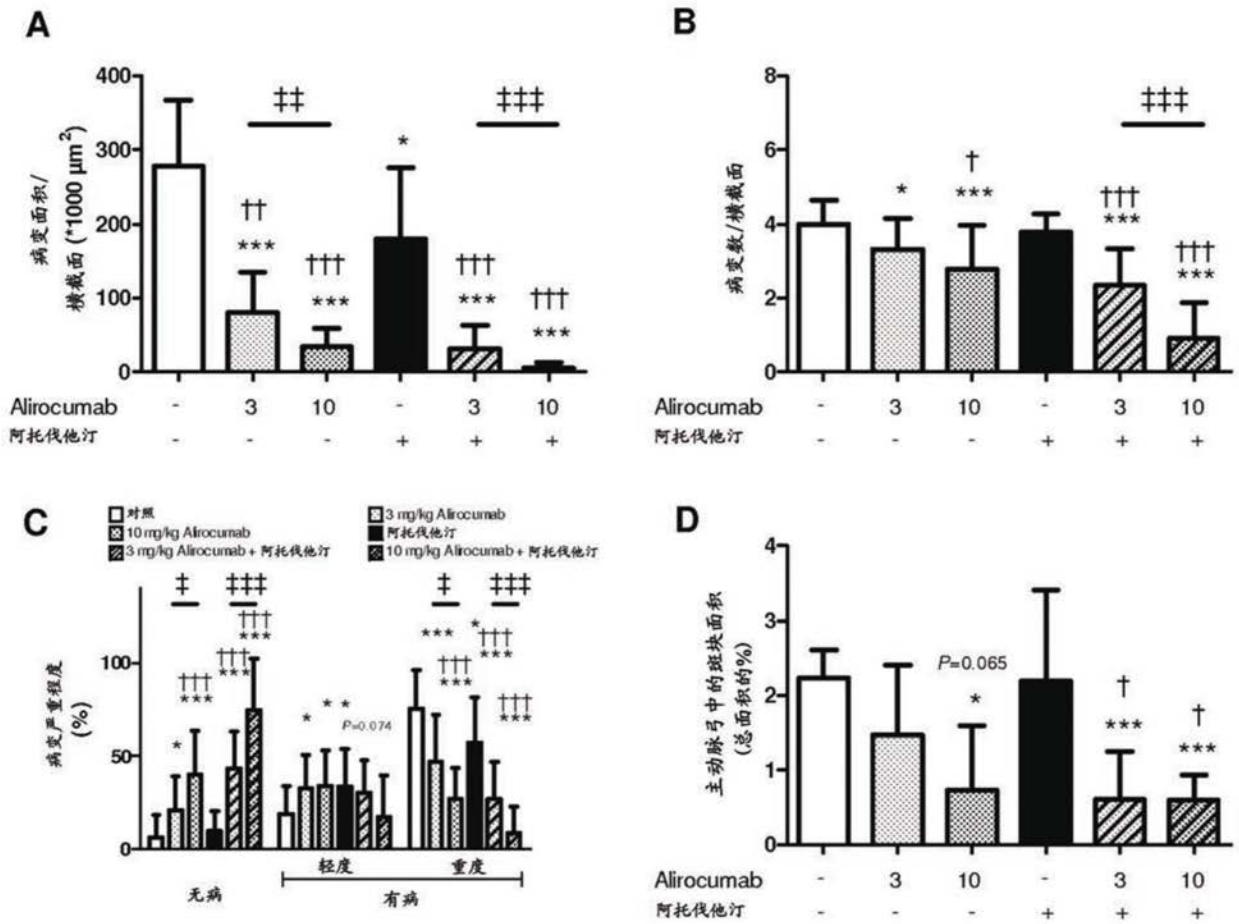 A
病变面积/
横截面 (*1000 µm²)
400
300
200
100
0
‡‡
‡‡‡
††
***
†††
***
*
†††
***
†††
***
Alirocumab - 3 10 - 3 10
阿托伐他汀 - - - + + +
B
病变数/横截面
8
6
4
2
0
‡‡‡
*
†
***
†††
***
†††
***
Alirocumab - 3 10 - 3 10
阿托伐他汀 - - - + + +
C
对照
3 mg/kg Alirocumab
10 mg/kg Alirocumab
阿托伐他汀
3 mg/kg Alirocumab + 阿托伐他汀
10 mg/kg Alirocumab + 阿托伐他汀
病变严重程度
(%)
100
50
0
‡
‡‡‡
‡
‡‡‡
*
†††
***
†††
***
†††
***
* * *
P=0.074
***
†††
***
*
†††
***
†††
***
轻度 重度
无病 有病
D
主动脉弓中的斑块面积
(总面积的%)
4
3
2
1
0
P=0.065
*
†
***
†
***
Alirocumab - 3 10 - 3 10
阿托伐他汀 - - - + + +